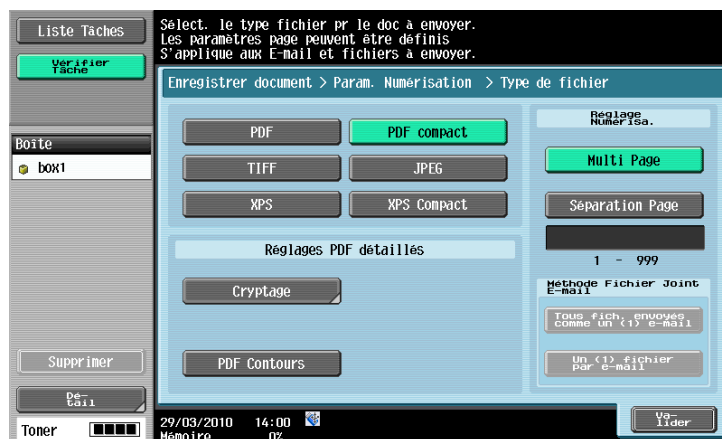 Liste Tâches
Vérifier
Tâche
Sélect. le type fichier pr le doc à envoyer.
Les paramètres page peuvent être définis
S'applique aux E-mail et fichiers à envoyer.
Enregistrer document > Param. Numérisation > Type de fichier
Boîte
box1
PDF
PDF compact
TIFF
JPEG
XPS
XPS Compact
Réglages PDF détaillés
Cryptage
PDF Contours
Réglage
Numérisa.
Multi Page
Séparation Page
1 - 999
Méthode Fichier Joint
E-mail
Tous fich. envoyés
comme un (1) e-mail
Un (1) fichier
par e-mail
Supprimer
Dé-
tail
Toner
29/03/2010 14:00
Mémoire 0%
Va-
lider